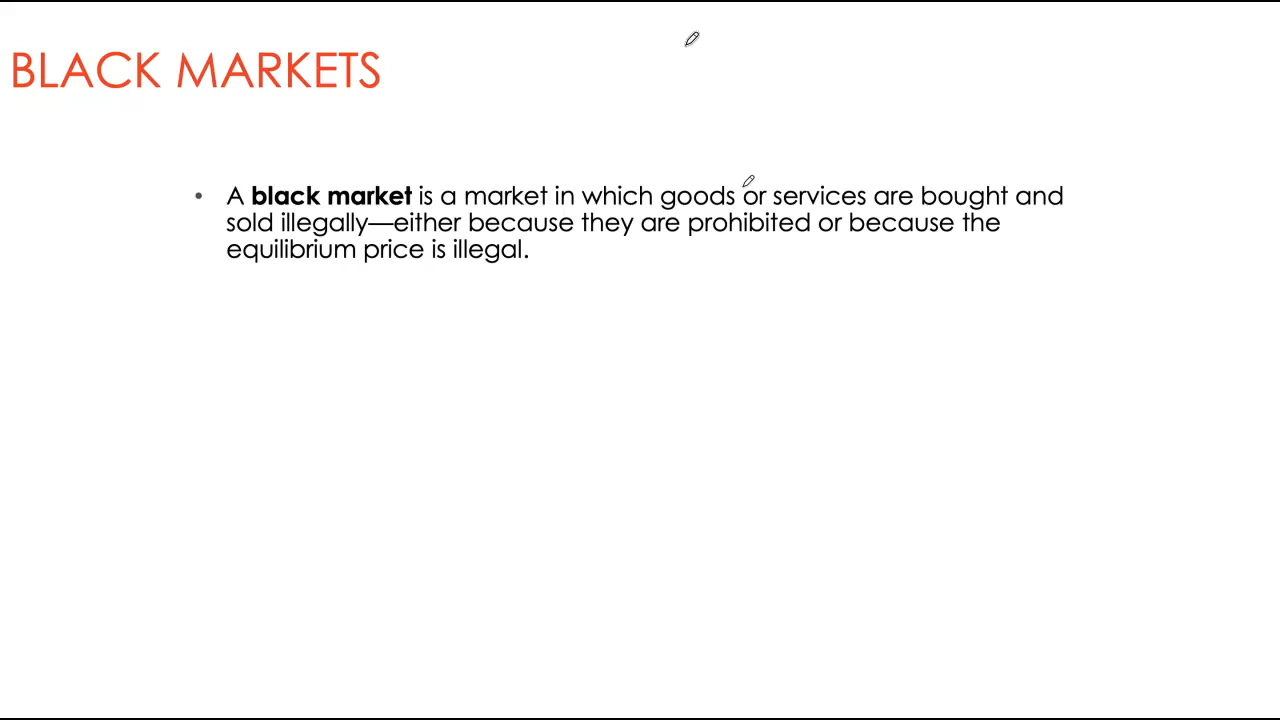 BLACK MARKETS
• A black market is a market in which goods or services are bought and
sold illegally—either because they are prohibited or because the
equilibrium price is illegal.